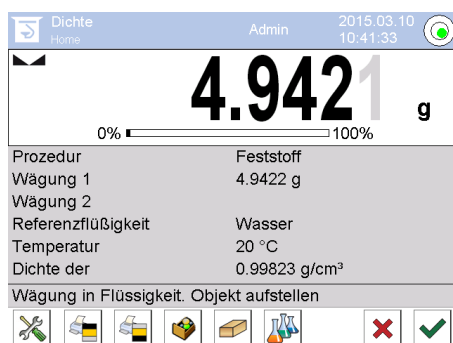 Dichte
Home
Admin
2015.03.10
10:41:33
4.9421 g
0% 100%
Prozedur Feststoff
Wägung 1 4.9422 g
Wägung 2
Referenzflüßigkeit Wasser
Temperatur 20 °C
Dichte der 0.99823 g/cm³
Wägung in Flüssigkeit. Objekt aufstellen